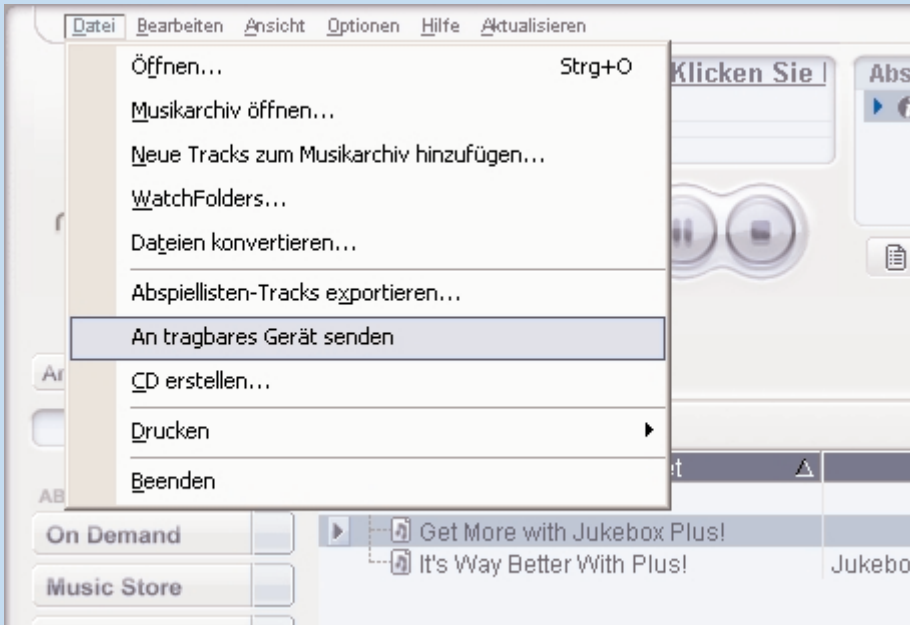 Datei Bearbeiten Ansicht Optionen Hilfe Aktualisieren
Öffnen... Strg+O
Klicken Sie
Musikarchiv öffnen...
Neue Tracks zum Musikarchiv hinzufügen...
WatchFolders...
Dateien konvertieren...
Abspiellisten-Tracks exportieren...
An tragbares Gerät senden
CD erstellen...
Drucken
Beenden
On Demand
Get More with Jukebox Plus!
It's Way Better With Plus!
Music Store